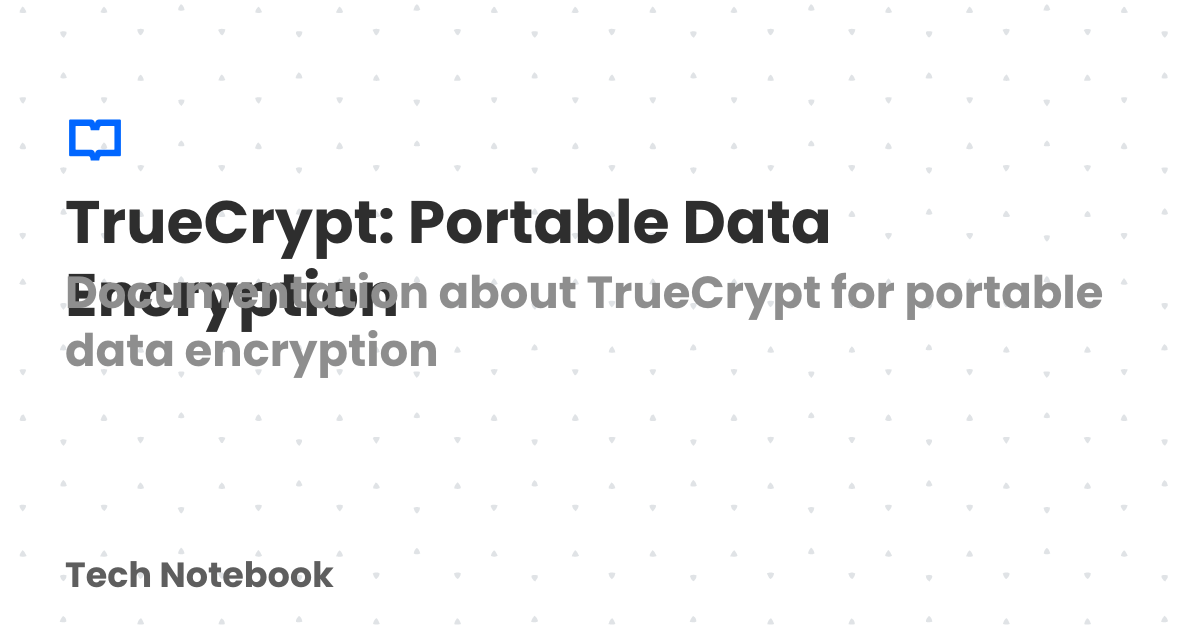 TrueCrypt: Portable Data
Encryption
Documentation about TrueCrypt for portable
data encryption
Tech Notebook